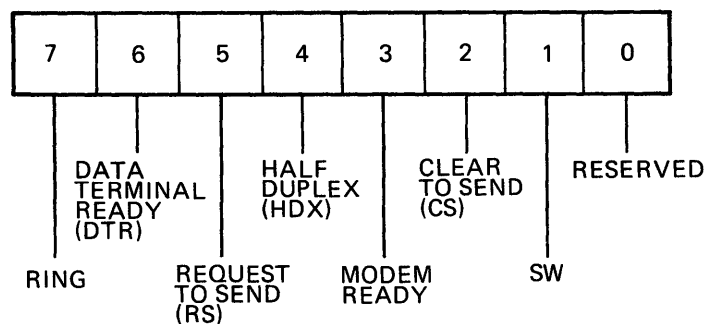 7 6 5 4 3 2 1 0
DATA
TERMINAL
READY
(DTR)
HALF
DUPLEX
(HDX)
CLEAR
TO SEND
(CS)
RESERVED
RING
REQUEST
TO SEND
(RS)
MODEM
READY
SW